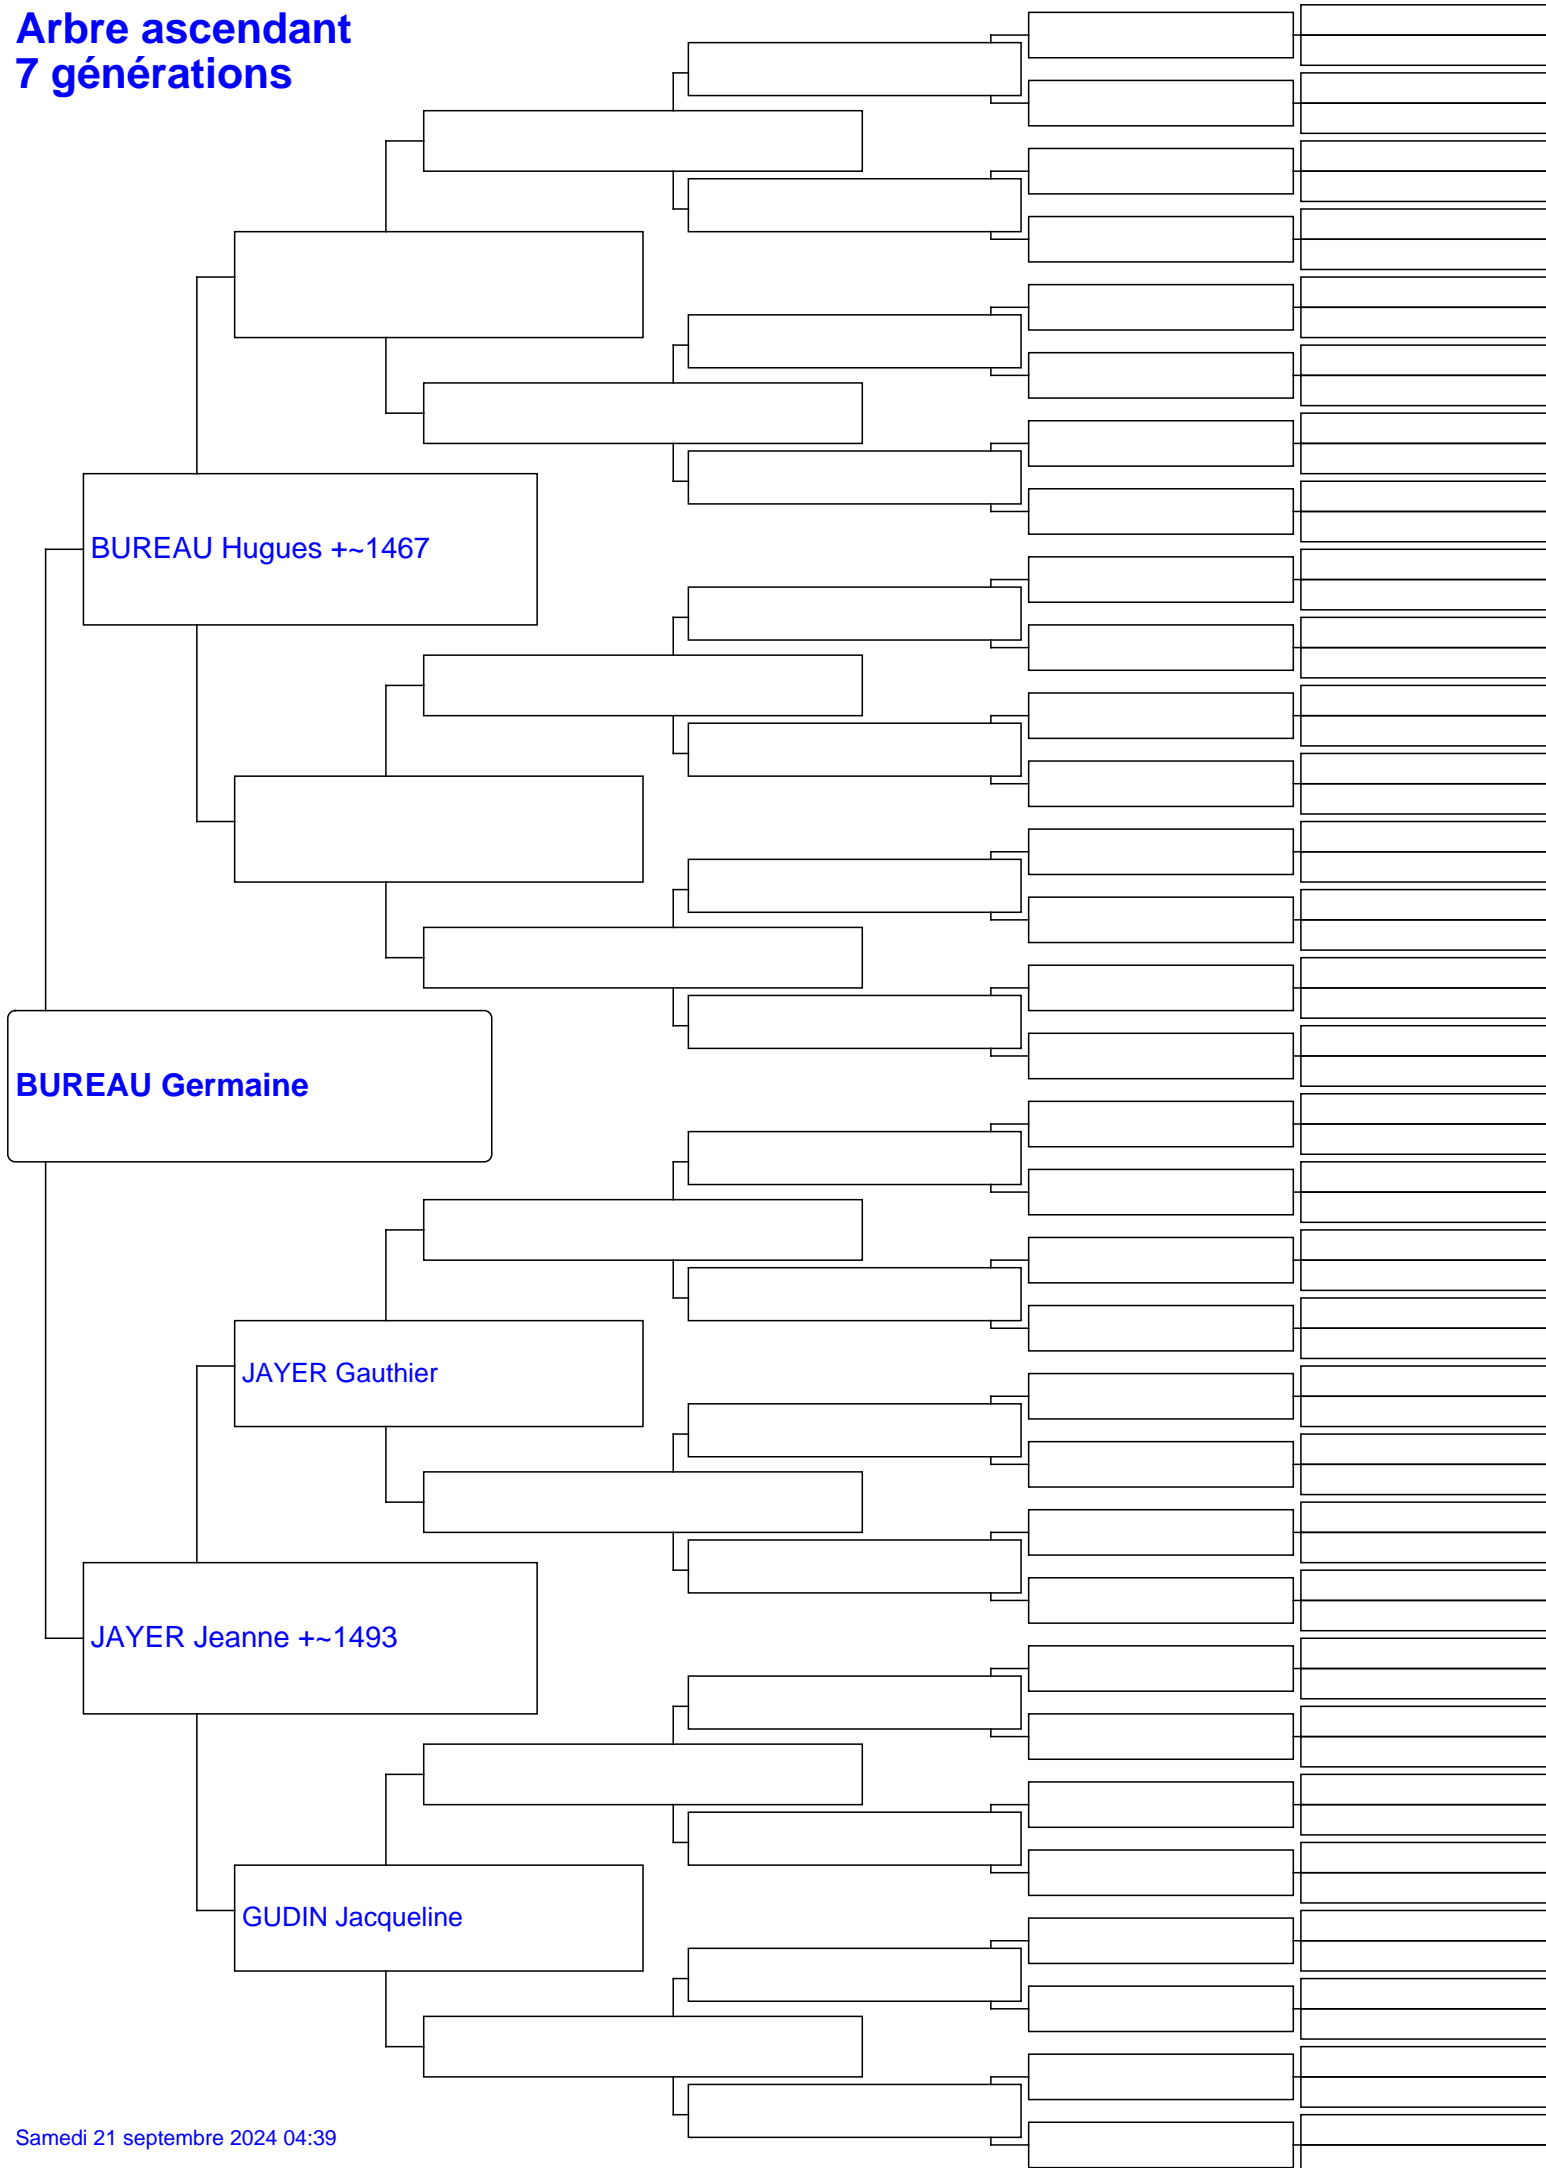 Arbre ascendant
7 générations
BUREAU Hugues +~1467
BUREAU Germaine
JAYER Gauthier
JAYER Jeanne +~1493
GUDIN Jacqueline
Samedi 21 septembre 2024 04:39